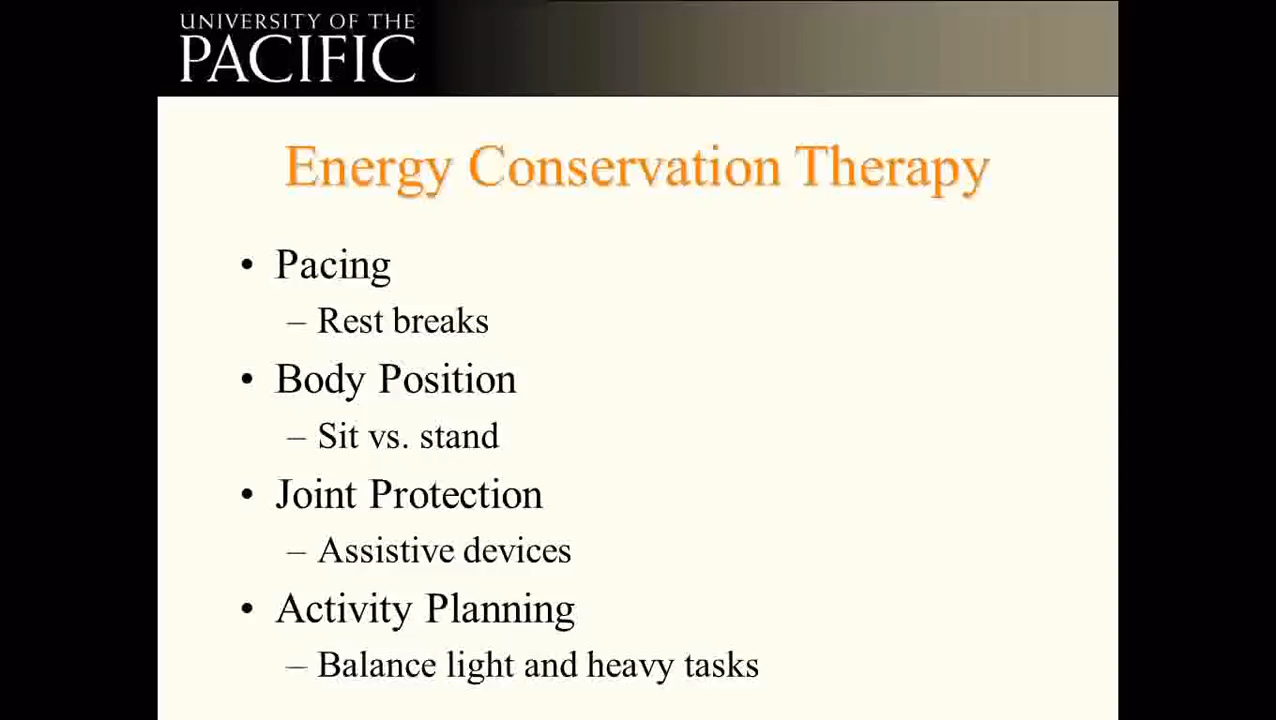 UNIVERSITY OF THE
PACIFIC
Energy Conservation Therapy
• Pacing
– Rest breaks
• Body Position
– Sit vs. stand
• Joint Protection
– Assistive devices
• Activity Planning
– Balance light and heavy tasks